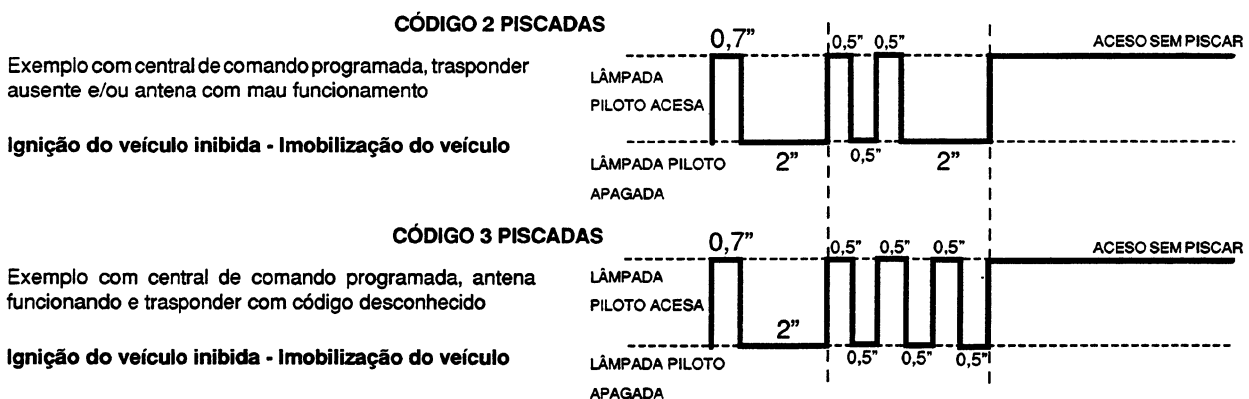 CÓDIGO 2 PISCADAS
Exemplo com central de comando programada, trasponder
ausente e/ou antena com mau funcionamento
Ignição do veículo inibida - Imobilização do veículo
LÂMPADA
PILOTO ACESA
LÂMPADA PILOTO
APAGADA
0,7”
2”
0,5”
0,5”
0,5”
2”
ACESO SEM PISCAR
CÓDIGO 3 PISCADAS
Exemplo com central de comando programada, antena
funcionando e trasponder com código desconhecido
Ignição do veículo inibida - Imobilização do veículo
LÂMPADA
PILOTO ACESA
LÂMPADA PILOTO
APAGADA
0,7”
2”
0,5”
0,5”
0,5”
0,5”
0,5”
0,5”
ACESO SEM PISCAR